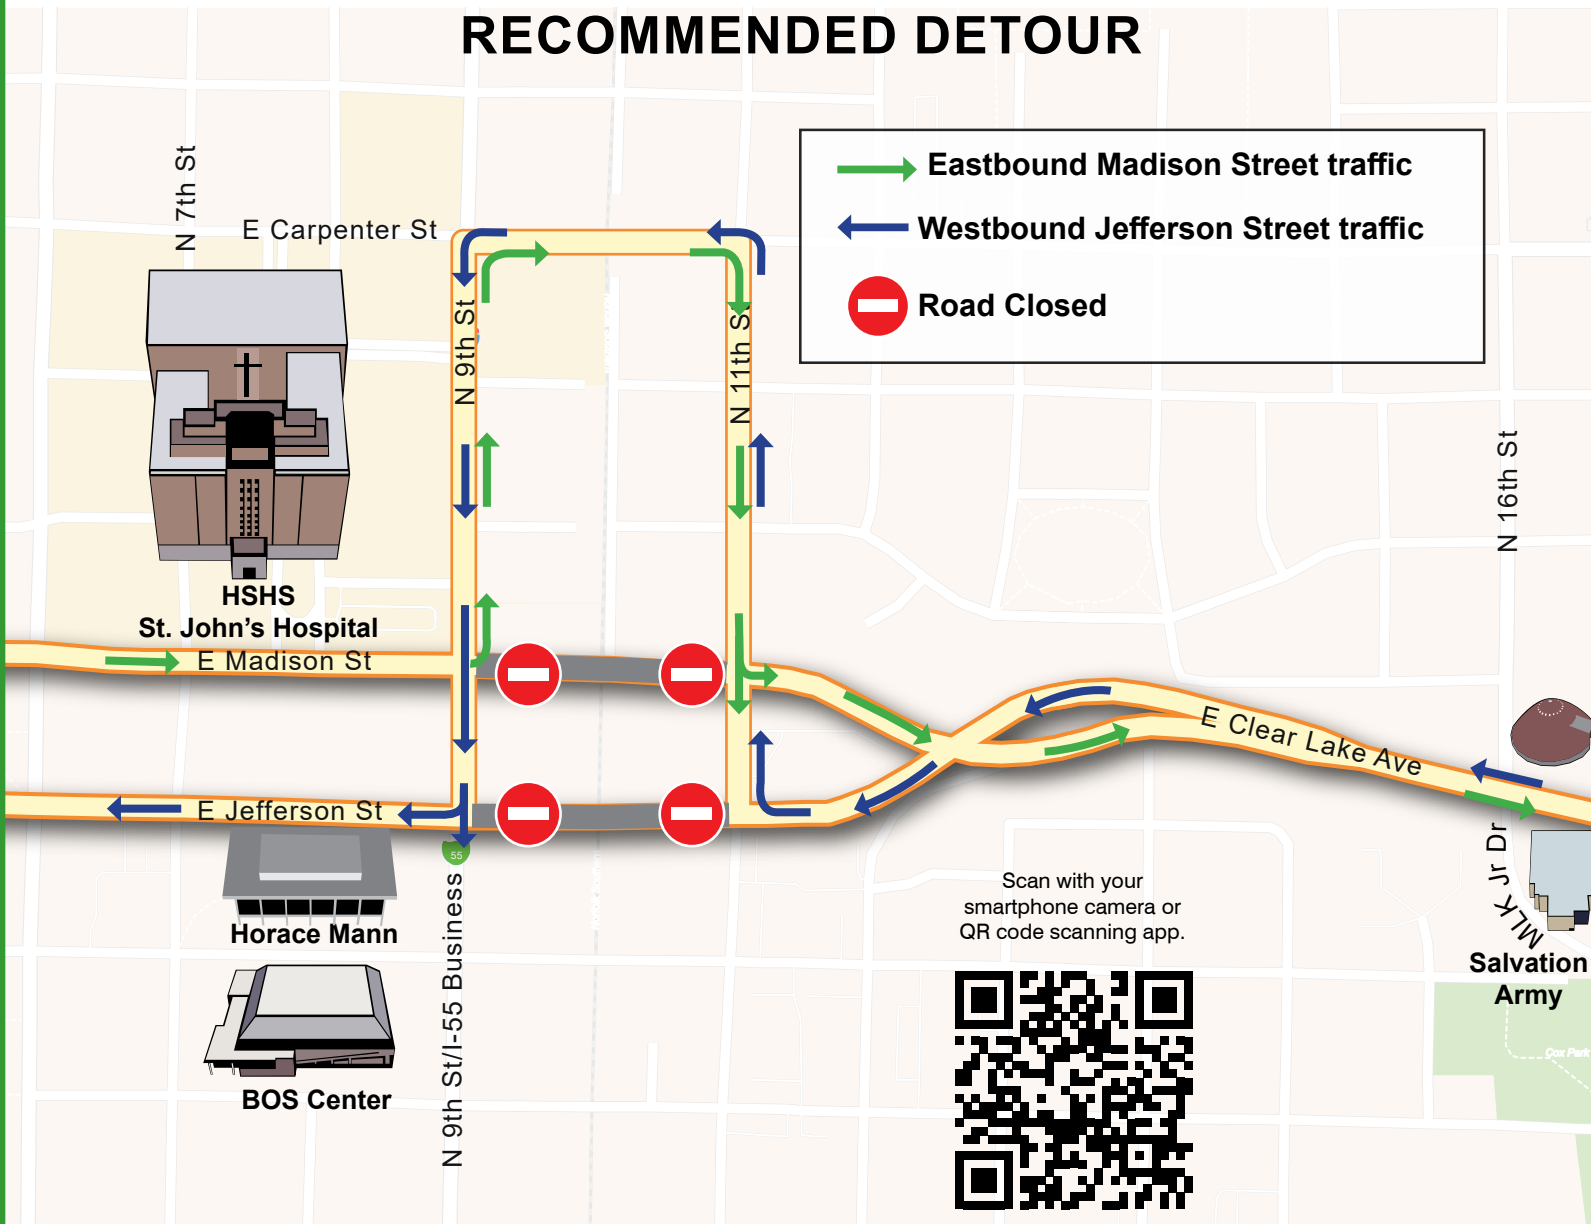 RECOMMENDED DETOUR
Eastbound Madison Street traffic
Westbound Jefferson Street traffic
Road Closed
N 7th St
E Carpenter St
N 9th St
N 11th St
N 16th St
HSHS
St. John's Hospital
E Madison St
E Clear Lake Ave
E Jefferson St
55
MLK Jr Dr
Horace Mann
N 9th St/I-55 Business
BOS Center
Scan with your
smartphone camera or
QR code scanning app.
Salvation
Army
Cox Park